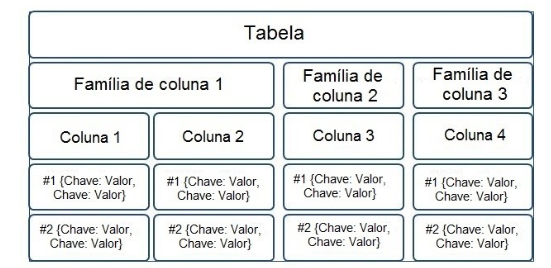 Tabela
Família de coluna 1
Família de
coluna 2
Família de
coluna 3
Coluna 1
Coluna 2
Coluna 3
Coluna 4
#1 {Chave: Valor,
Chave: Valor}
#1 {Chave: Valor,
Chave: Valor}
#1 {Chave: Valor,
Chave: Valor}
#1 {Chave: Valor,
Chave: Valor}
#2 {Chave: Valor,
Chave: Valor}
#2 {Chave: Valor,
Chave: Valor}
#2 {Chave: Valor,
Chave: Valor}
#2 {Chave: Valor,
Chave: Valor}